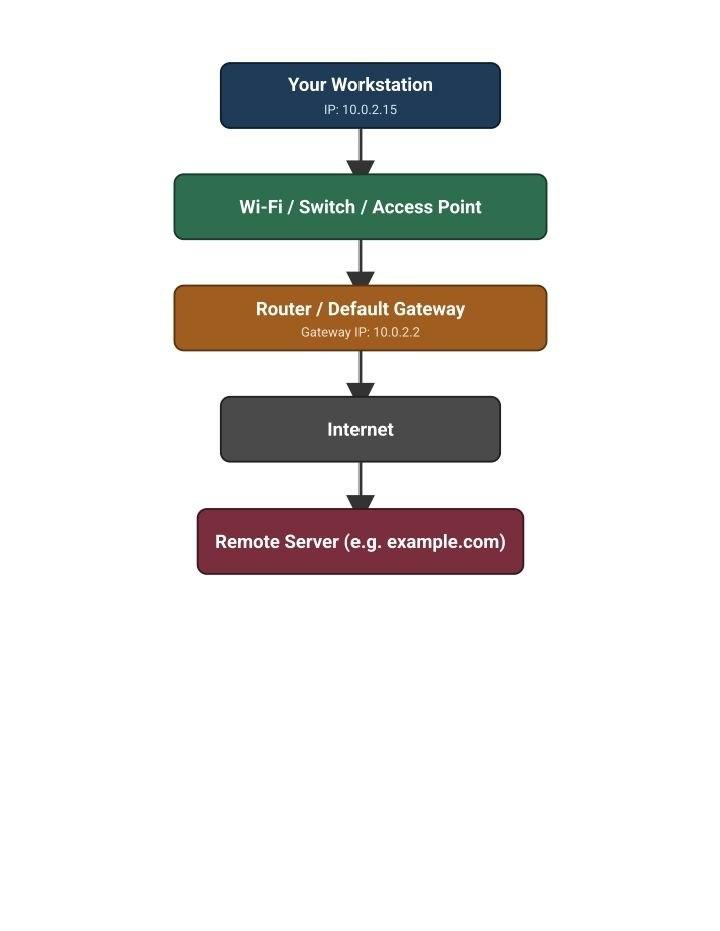 Your Workstation
IP: 10.0.2.15
Wi-Fi / Switch / Access Point
Router / Default Gateway
Gateway IP: 10.0.2.2
Internet
Remote Server (e.g. example.com)